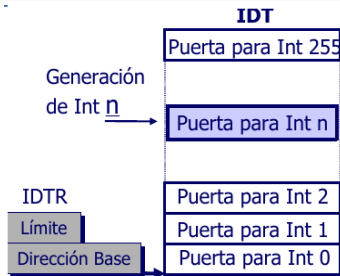 IDT
Puerta para Int 255
Generación
de Int n
Puerta para Int n
IDTR
Puerta para Int 2
Límite
Puerta para Int 1
Dirección Base
Puerta para Int 0